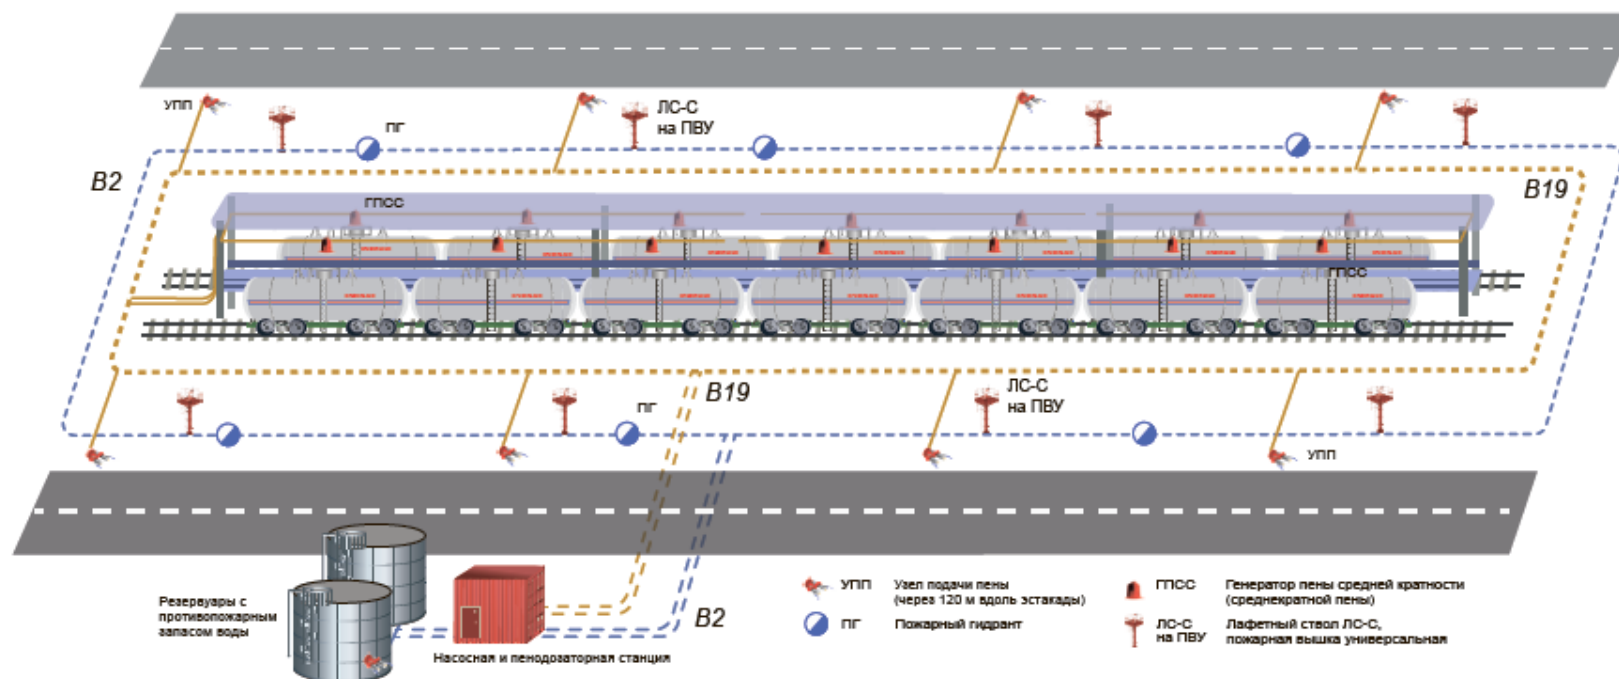 УПП
ЛС-С
на ПВУ
ПГ
В2
В19
ГПСС
ГПСС
В19
ЛС-С
на ПВУ
ПГ
УПП
Резервуары с
противопожарным
запасом воды
Насосная и пенодозаторная станция
В2
УПП Узел подачи пены
(через 120 м вдоль эстакады)
ПГ Пожарный гидрант
ГПСС Генератор пены средней кратности
(среднекратной пены)
ЛС-С
на ПВУ
Лафетный ствол ЛС-С,
пожарная вышка универсальная